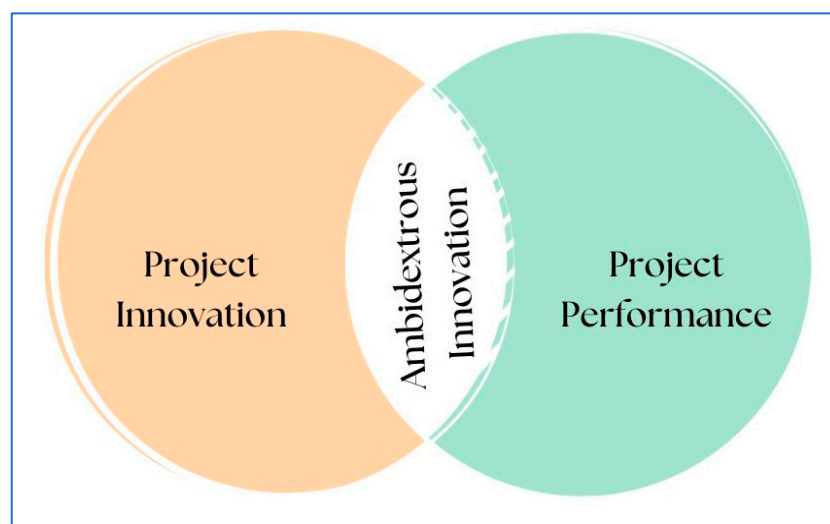 Project
Innovation
Ambidextrous
Innovation
Project
Performance